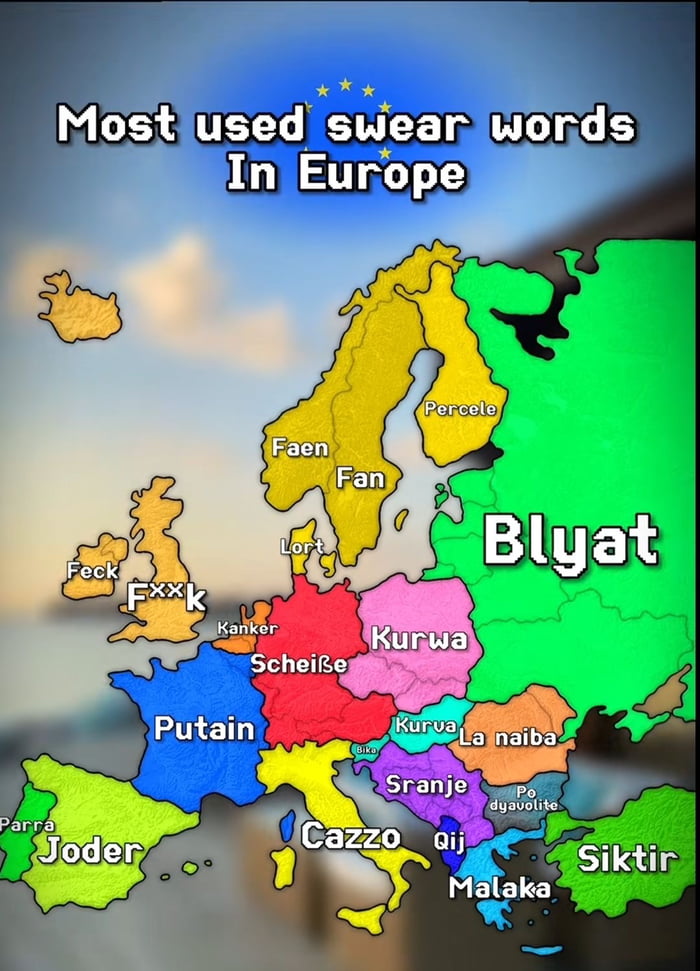 Most used swear words
In Europe
Percele
Faen
Fan
Blyat
Lort
Feck
F××k
Kanker
Kurwa
Scheiße
Putain
Kurva
La naiba
Bika
Sranje
Po
dyavolite
Parra
Joder
Cazzo
Qij
Siktir
Malaka